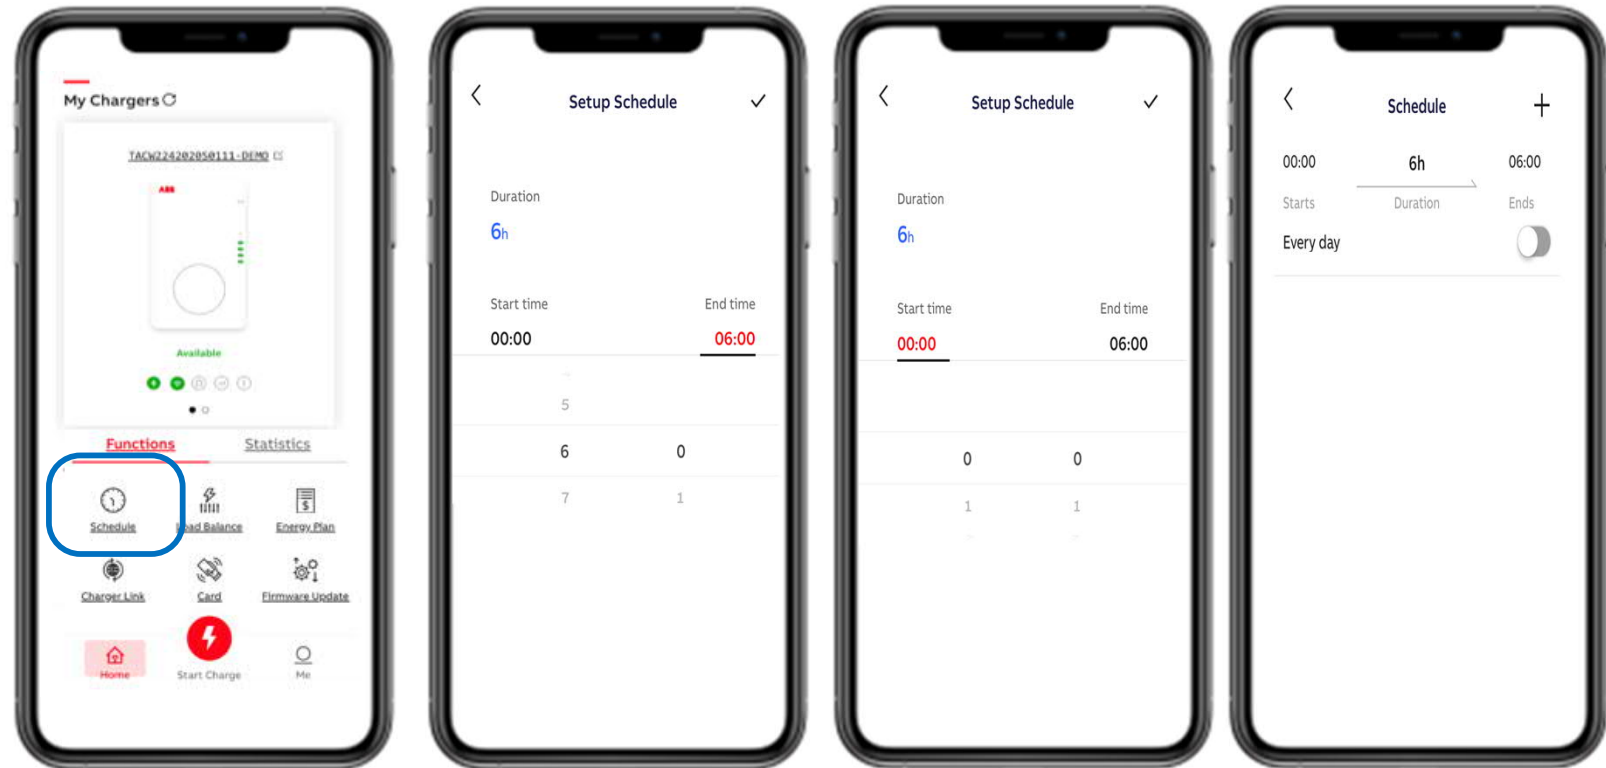 My Chargers
TACW224202050111-DEMO
ABB
Available
Functions Statistics
Schedule Load Balance Energy Plan
Charger Link Card Firmware Update
Home Start Charge Me
Setup Schedule
Duration
6h
Start time End time
00:00 06:00
5
6 0
7 1
Setup Schedule
Duration
6h
Start time End time
00:00 06:00
0 0
1 1
Schedule
00:00 6h 06:00
Starts Duration Ends
Every day